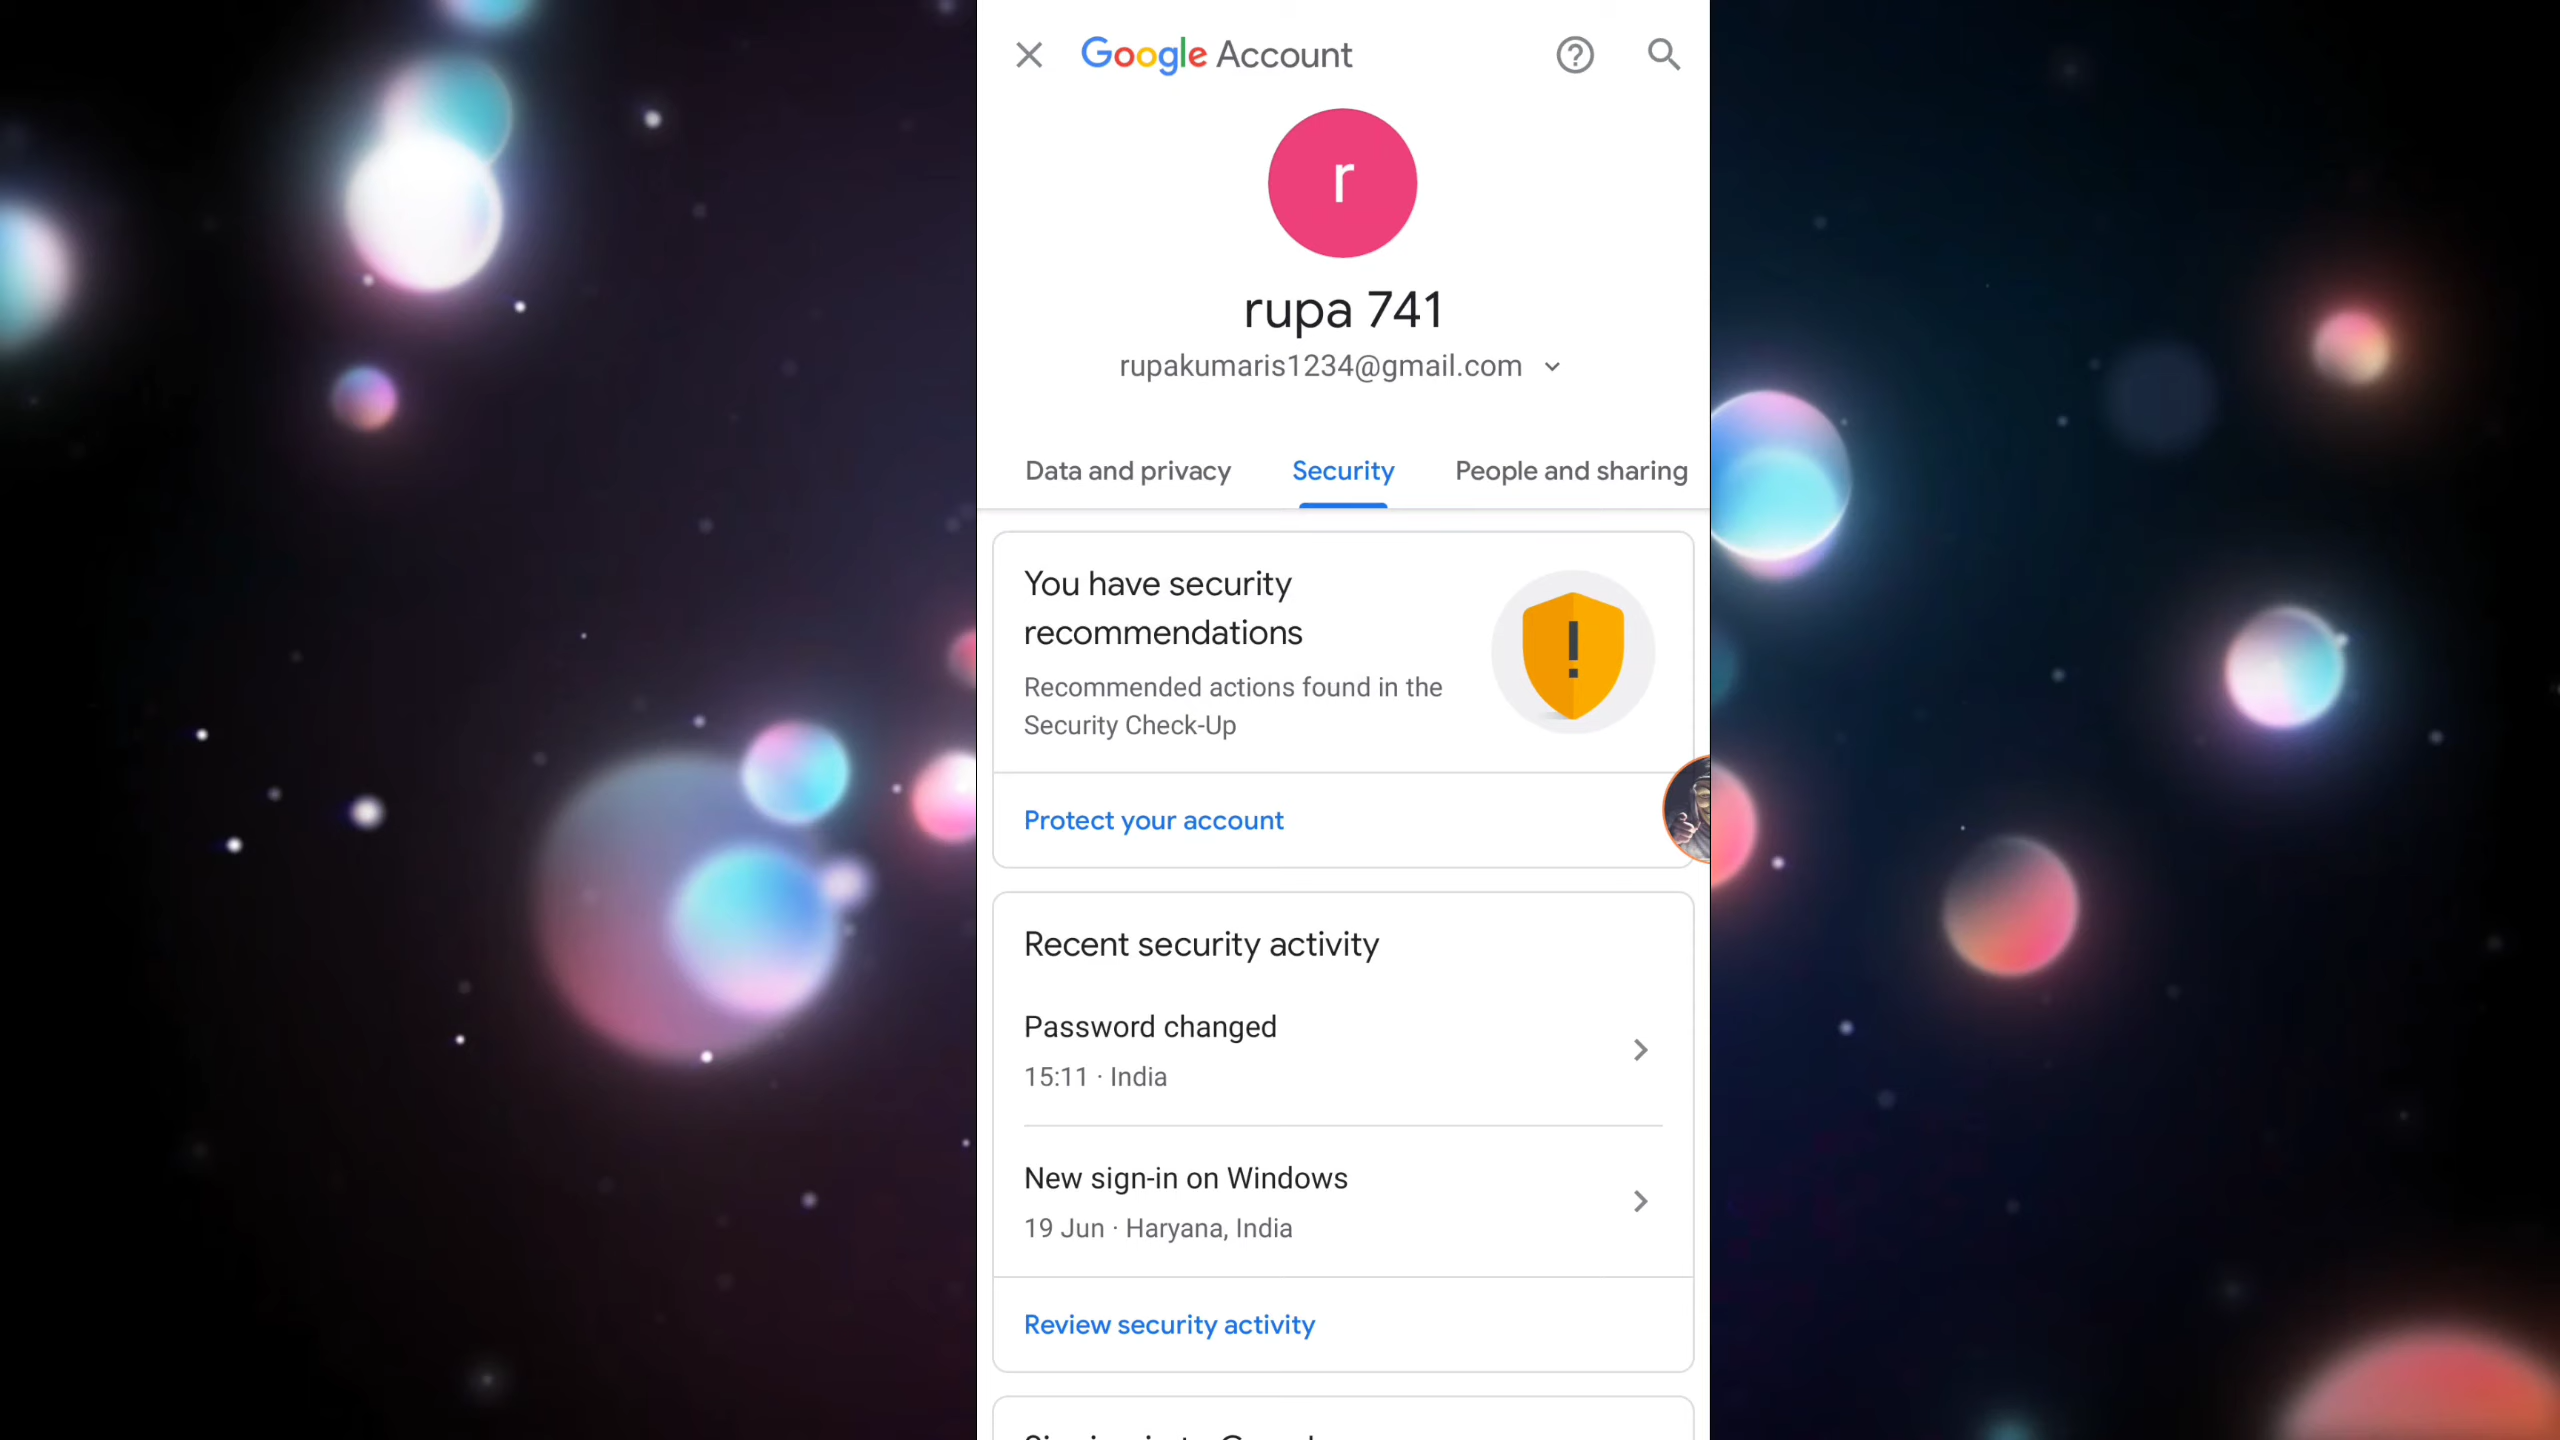 Google Account
r
rupa 741
rupakumaris1234@gmail.com
Data and privacy Security People and sharing
You have security
recommendations
Recommended actions found in the
Security Check-Up
Protect your account
Recent security activity
Password changed
15:11 · India
New sign-in on Windows
19 Jun · Haryana, India
Review security activity